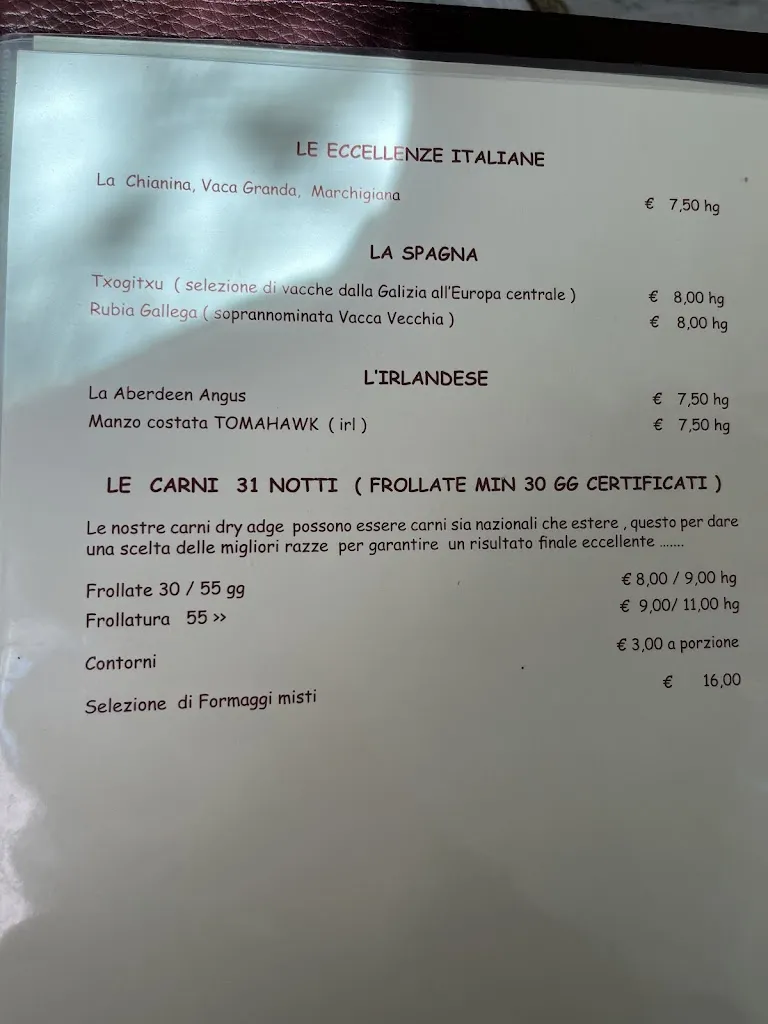 LE ECCELLENZE ITALIANE
La Chianina, Vaca Granda, Marchigiana € 7,50 hg
LA SPAGNA
Txogitxu ( selezione di vacche dalla Galizia all'Europa centrale ) € 8,00 hg
Rubia Gallega ( soprannominata Vacca Vecchia ) € 8,00 hg
L'IRLANDESE
La Aberdeen Angus € 7,50 hg
Manzo costata TOMAHAWK ( irl ) € 7,50 hg
LE CARNI 31 NOTTI ( FROLLATE MIN 30 GG CERTIFICATI )
Le nostre carni dry adge possono essere carni sia nazionali che estere , questo per dare
una scelta delle migliori razze per garantire un risultato finale eccellente .......
Frollate 30 / 55 gg € 8,00 / 9,00 hg
Frollatura 55 >> € 9,00/ 11,00 hg
Contorni € 3,00 a porzione
Selezione di Formaggi misti € 16,00